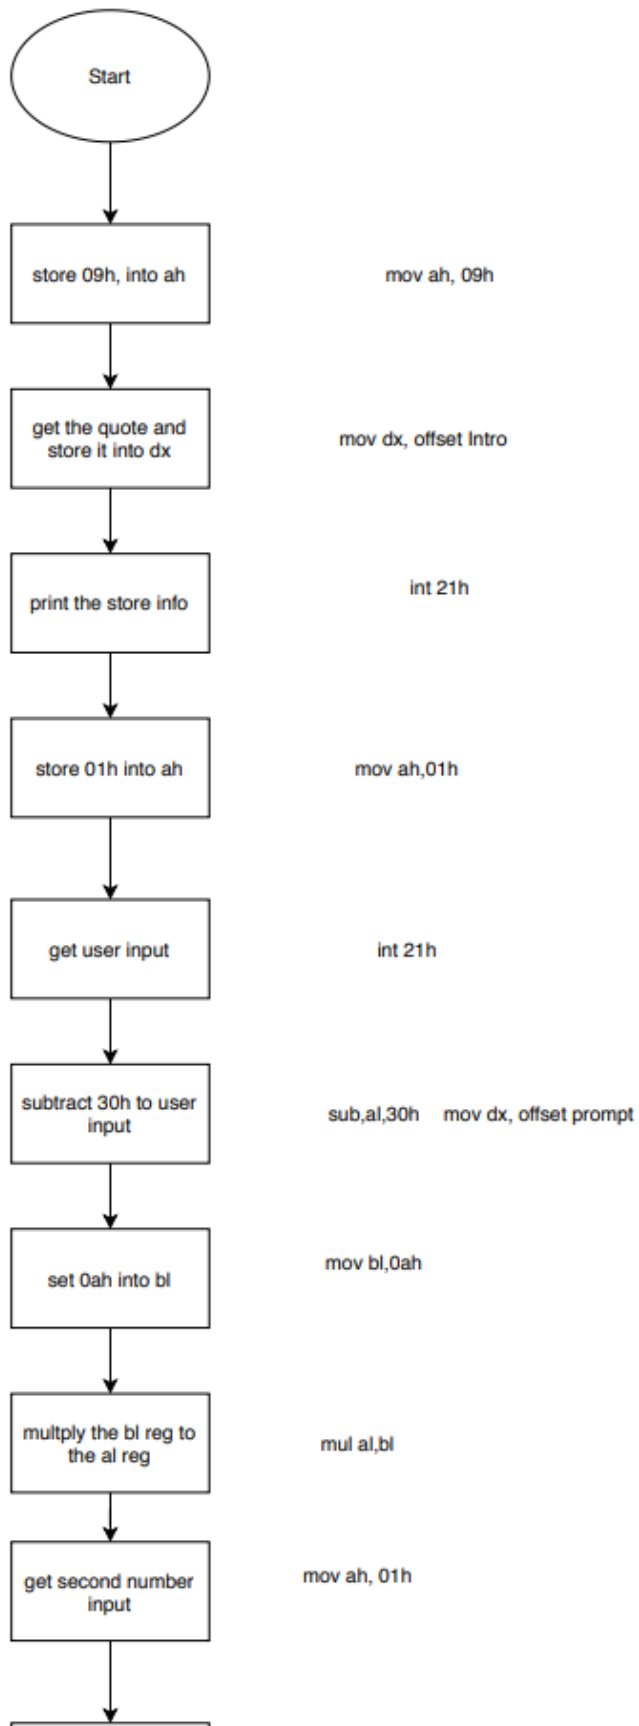 Start
store 09h, into ah
mov ah, 09h
get the quote and
store it into dx
mov dx, offset Intro
print the store info
int 21h
store 01h into ah
mov ah,01h
get user input
int 21h
subtract 30h to user
input
sub,al,30h
mov dx, offset prompt
set 0ah into bl
mov bl,0ah
multply the bl reg to
the al reg
mul al,bl
get second number
input
mov ah, 01h